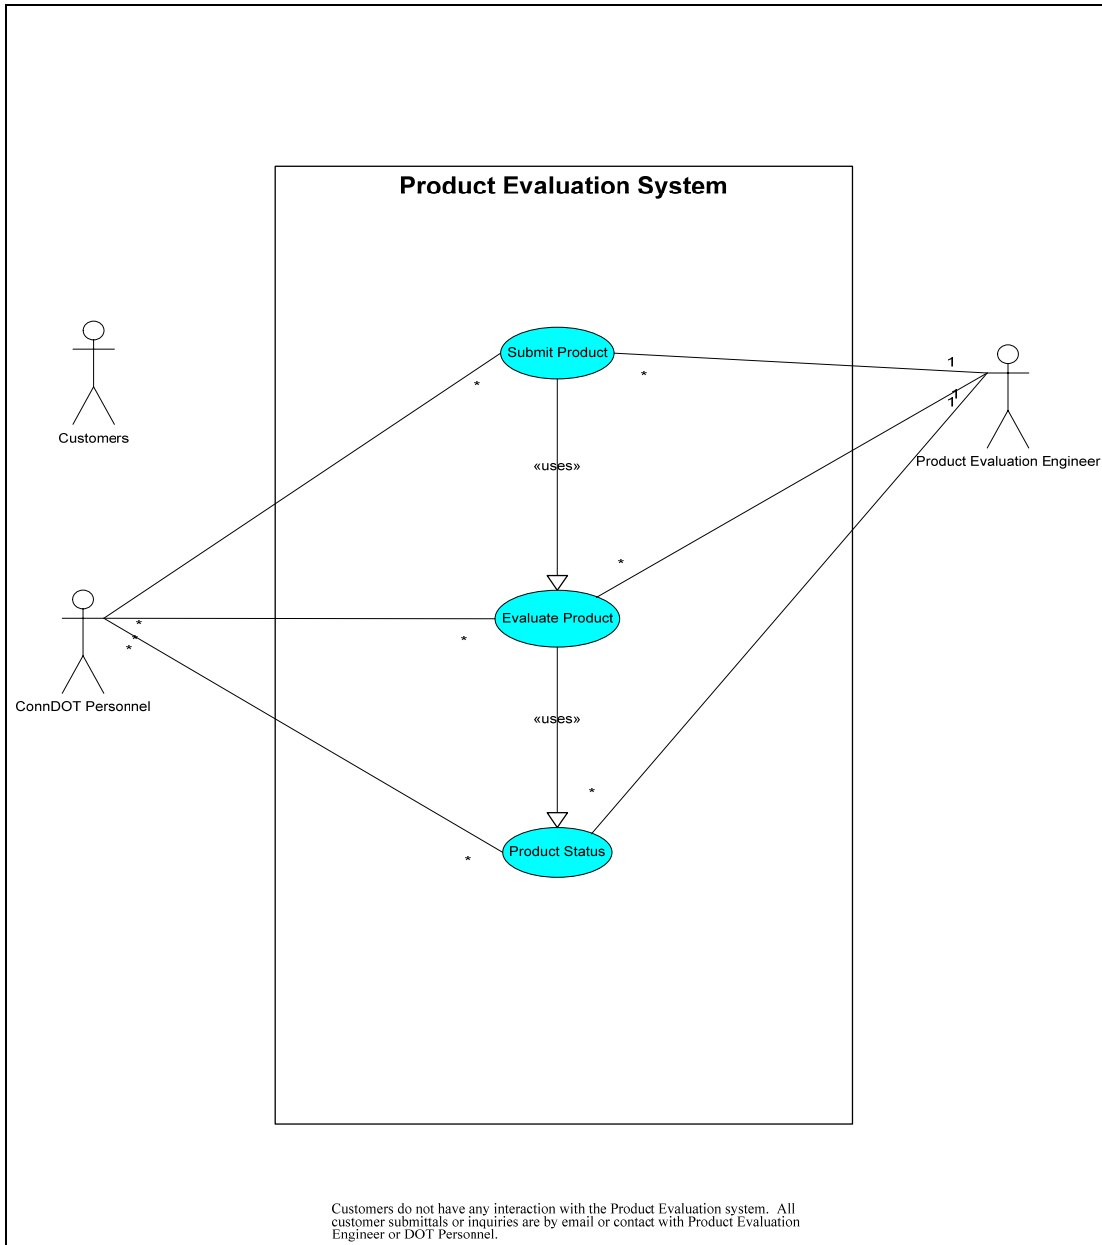 Product Evaluation System
Submit Product
*
*
1
1
1
Customers
Product Evaluation Engineer
«uses»
*
Evaluate Product
*
*
*
*
ConnDOT Personnel
«uses»
*
Product Status
*
Customers do not have any interaction with the Product Evaluation system. All
customer submittals or inquiries are by email or contact with Product Evaluation
Engineer or DOT Personnel.